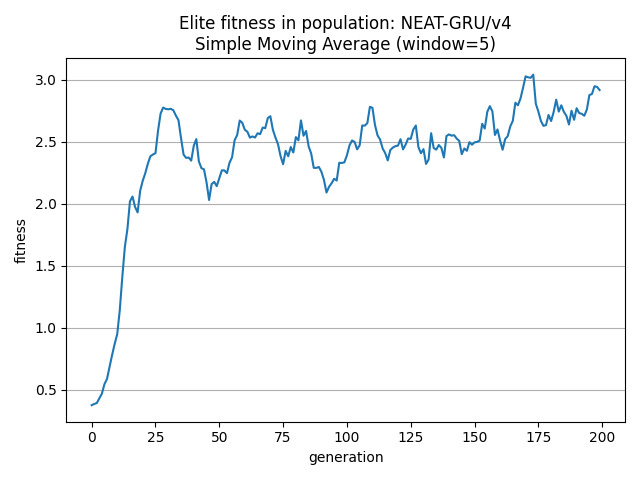 Elite fitness in population: NEAT-GRU/v4
Simple Moving Average (window=5)
3.0
2.5
2.0
1.5
1.0
0.5
fitness
0 25 50 75 100 125 150 175 200
generation